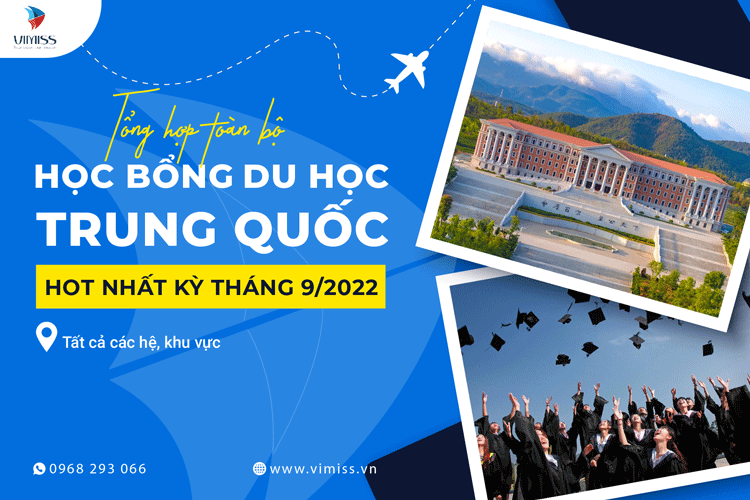 VIMISS
Tổng hợp toàn bộ
HỌC BỔNG DU HỌC
TRUNG QUỐC
HOT NHẤT KỲ THÁNG 9/2022
Tất cả các hệ, khu vực
0968 293 066
www.vimiss.vn